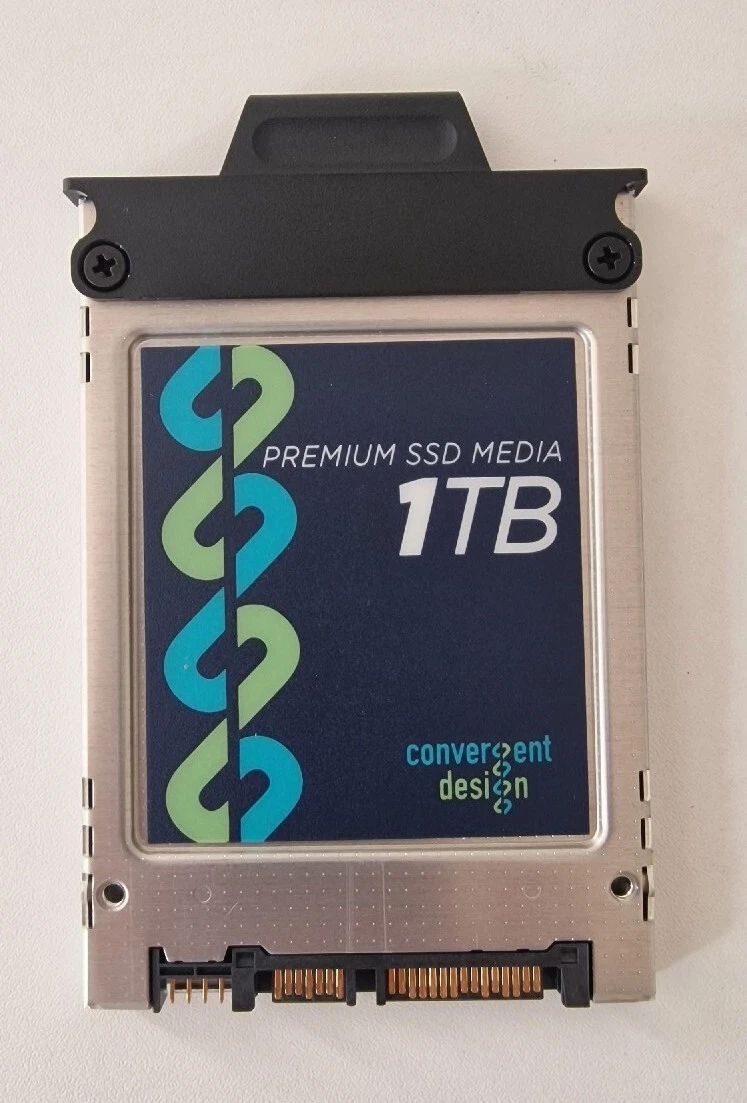 PREMIUM SSD MEDIA
1TB
convergent
design